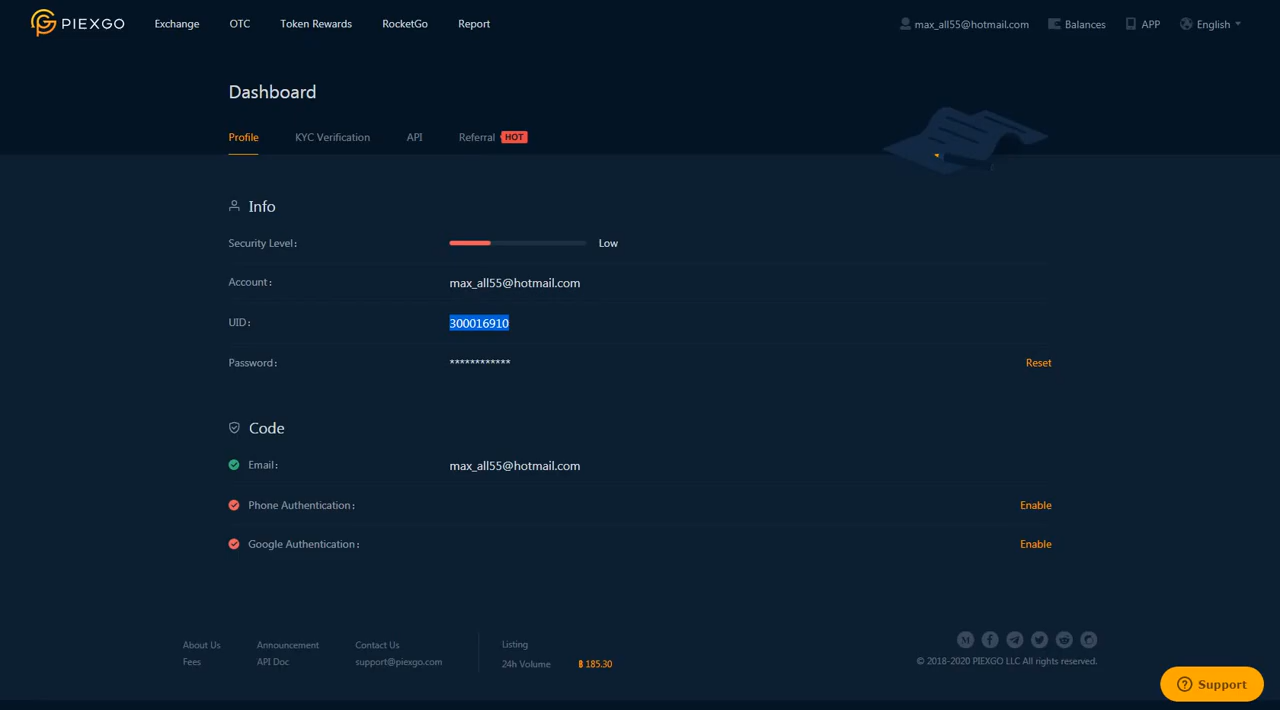 PIEXGO Exchange OTC Token Rewards RocketGo Report max_all55@hotmail.com Balances APP English
Dashboard
Profile KYC Verification API Referral HOT
Info
Security Level: Low
Account: max_all55@hotmail.com
UID: 300016910
Password: ************ Reset
Code
Email: max_all55@hotmail.com
Phone Authentication: Enable
Google Authentication: Enable
About Us Announcement Contact Us Listing
Fees API Doc support@piexgo.com 24h Volume ฿ 185.30
© 2018-2020 PIEXGO LLC All rights reserved.
Support